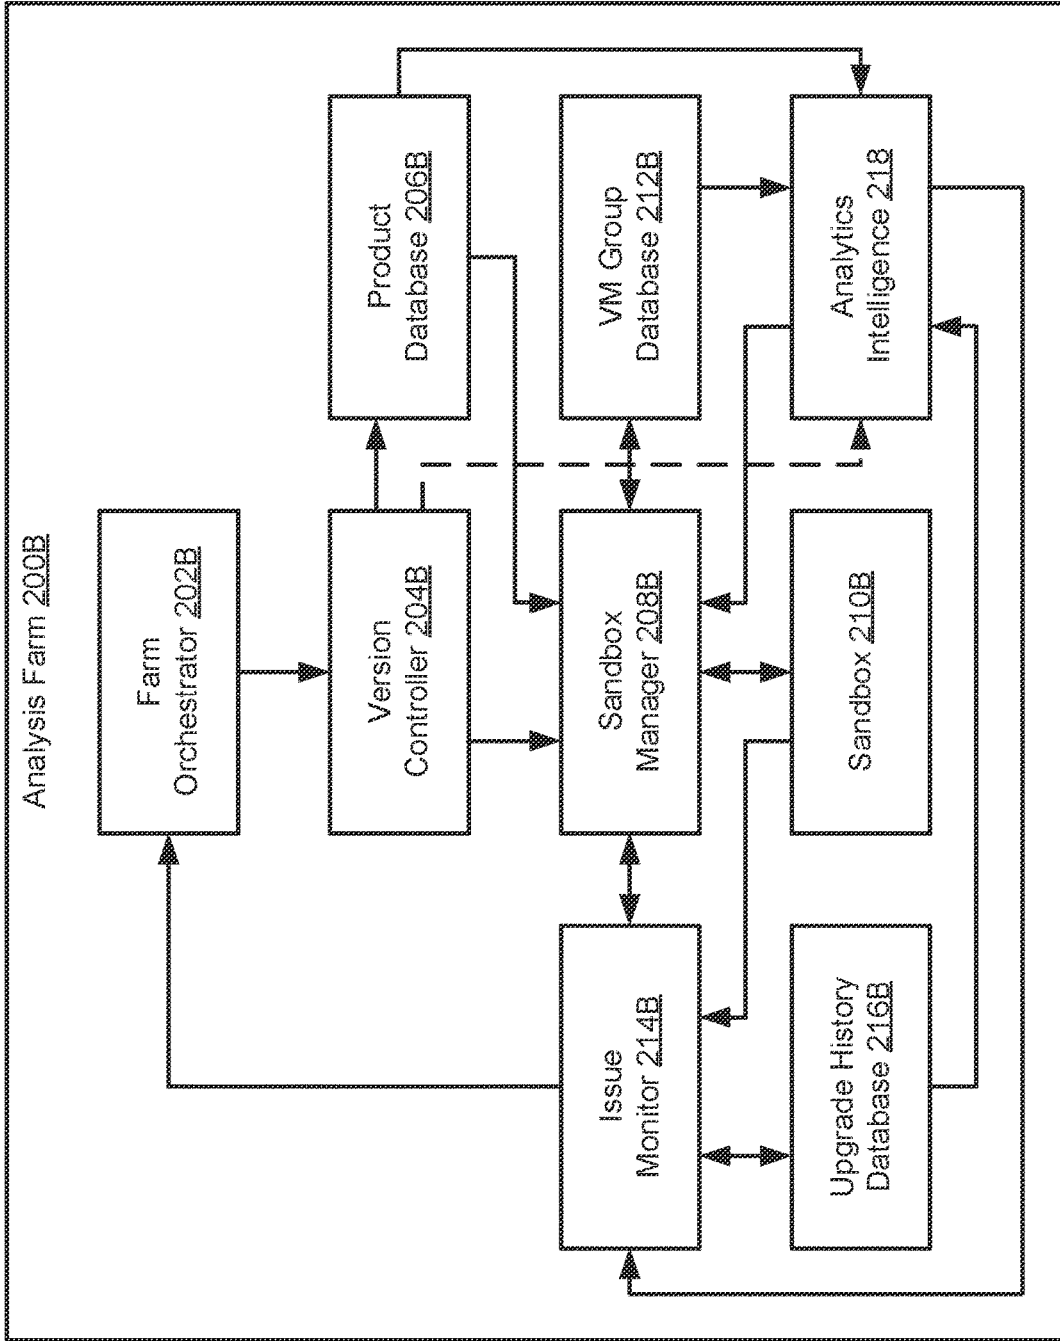 Analysis Farm 200B
Farm
Orchestrator 202B
Version
Controller 204B
Product
Database 206B
Issue
Monitor 214B
Sandbox
Manager 208B
VM Group
Database 212B
Upgrade History
Database 216B
Sandbox 210B
Analytics
Intelligence 218